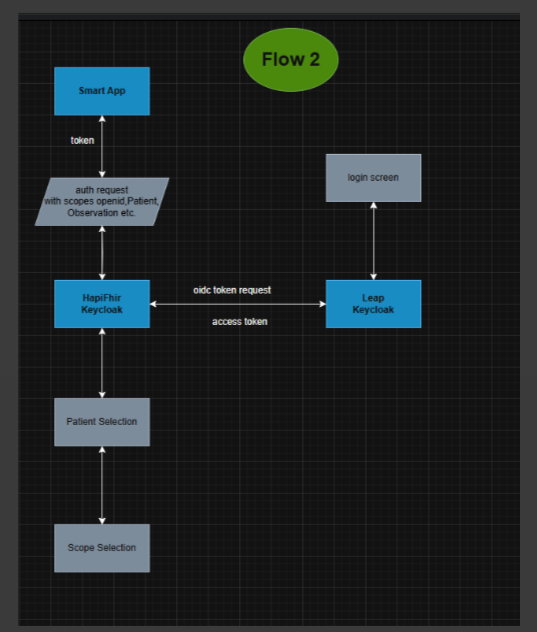 Flow 2
Smart App
token
auth request
with scopes openid,Patient,
Observation etc.
login screen
HapiFhir
Keycloak
oidc token request
access token
Leap
Keycloak
Patient Selection
Scope Selection